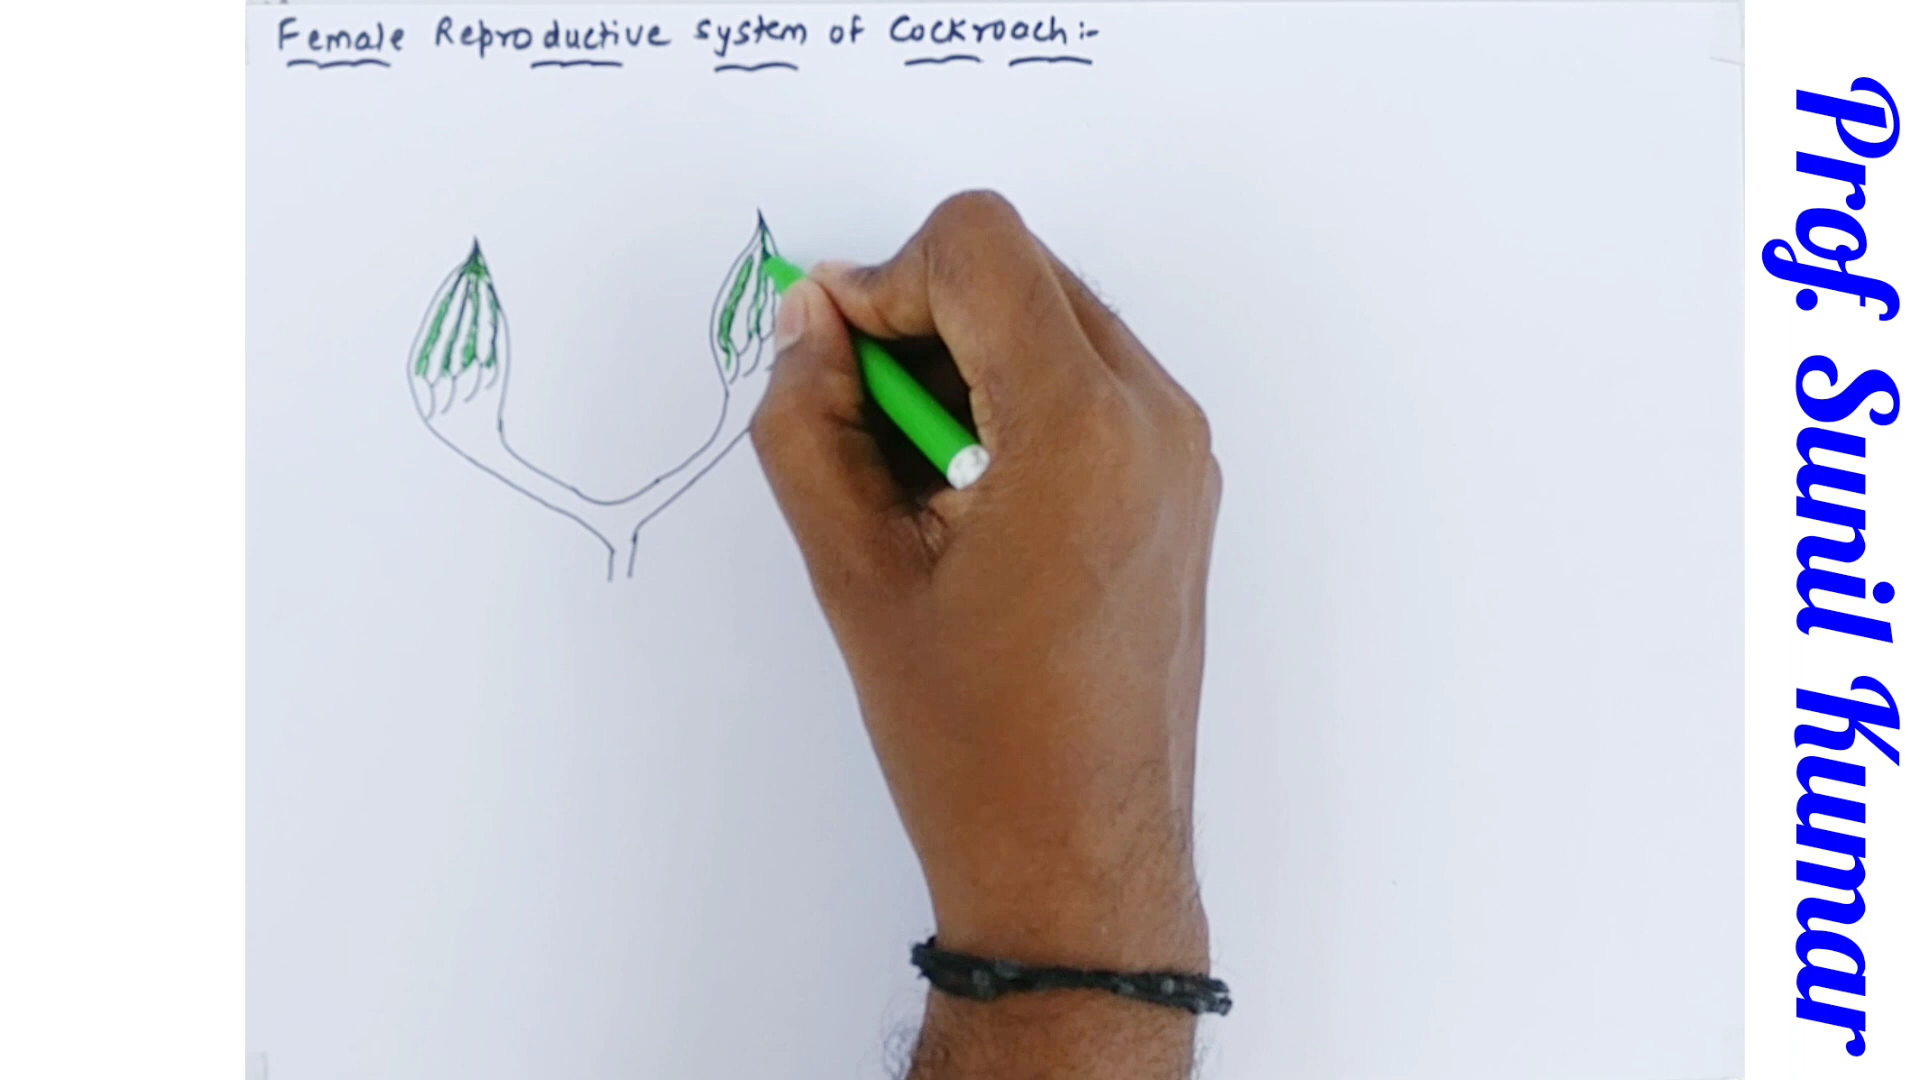 Female Reproductive system of Cockroach :-
Prof. Sunil Kumar